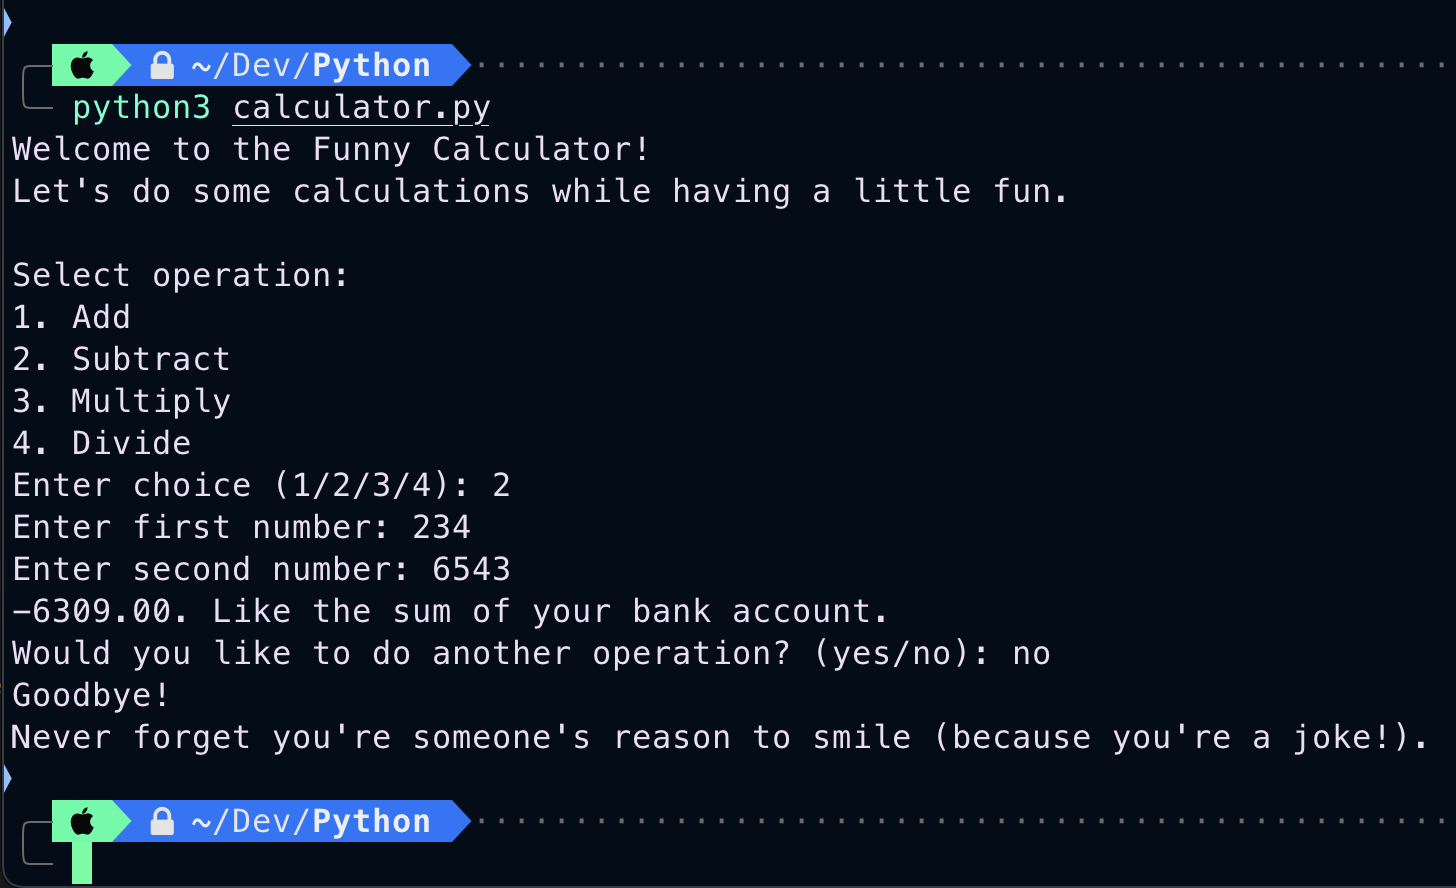 ~/Dev/Python
python3 calculator.py
Welcome to the Funny Calculator!
Let's do some calculations while having a little fun.
Select operation:
1. Add
2. Subtract
3. Multiply
4. Divide
Enter choice (1/2/3/4): 2
Enter first number: 234
Enter second number: 6543
-6309.00. Like the sum of your bank account.
Would you like to do another operation? (yes/no): no
Goodbye!
Never forget you're someone's reason to smile (because you're a joke!).
~/Dev/Python